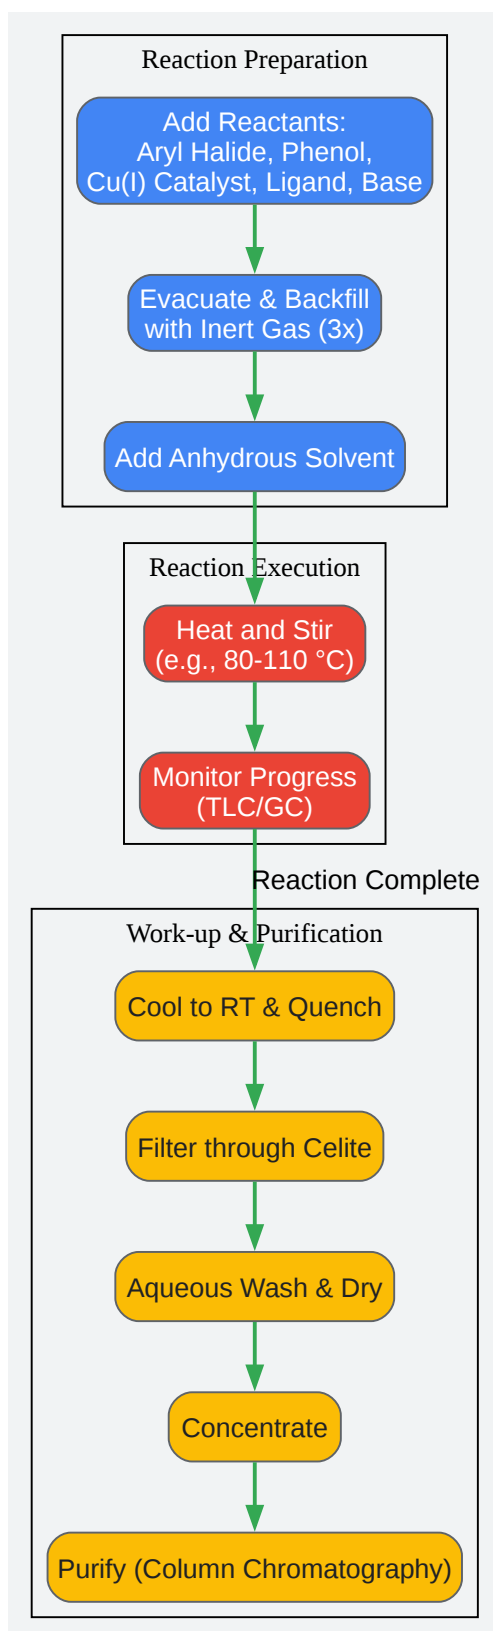 Reaction Preparation
Add Reactants:
Aryl Halide, Phenol,
Cu(I) Catalyst, Ligand, Base
Evacuate & Backfill
with Inert Gas (3x)
Add Anhydrous Solvent
Reaction Execution
Heat and Stir
(e.g., 80-110 °C)
Monitor Progress
(TLC/GC)
Reaction Complete
Work-up & Purification
Cool to RT & Quench
Filter through Celite
Aqueous Wash & Dry
Concentrate
Purify (Column Chromatography)